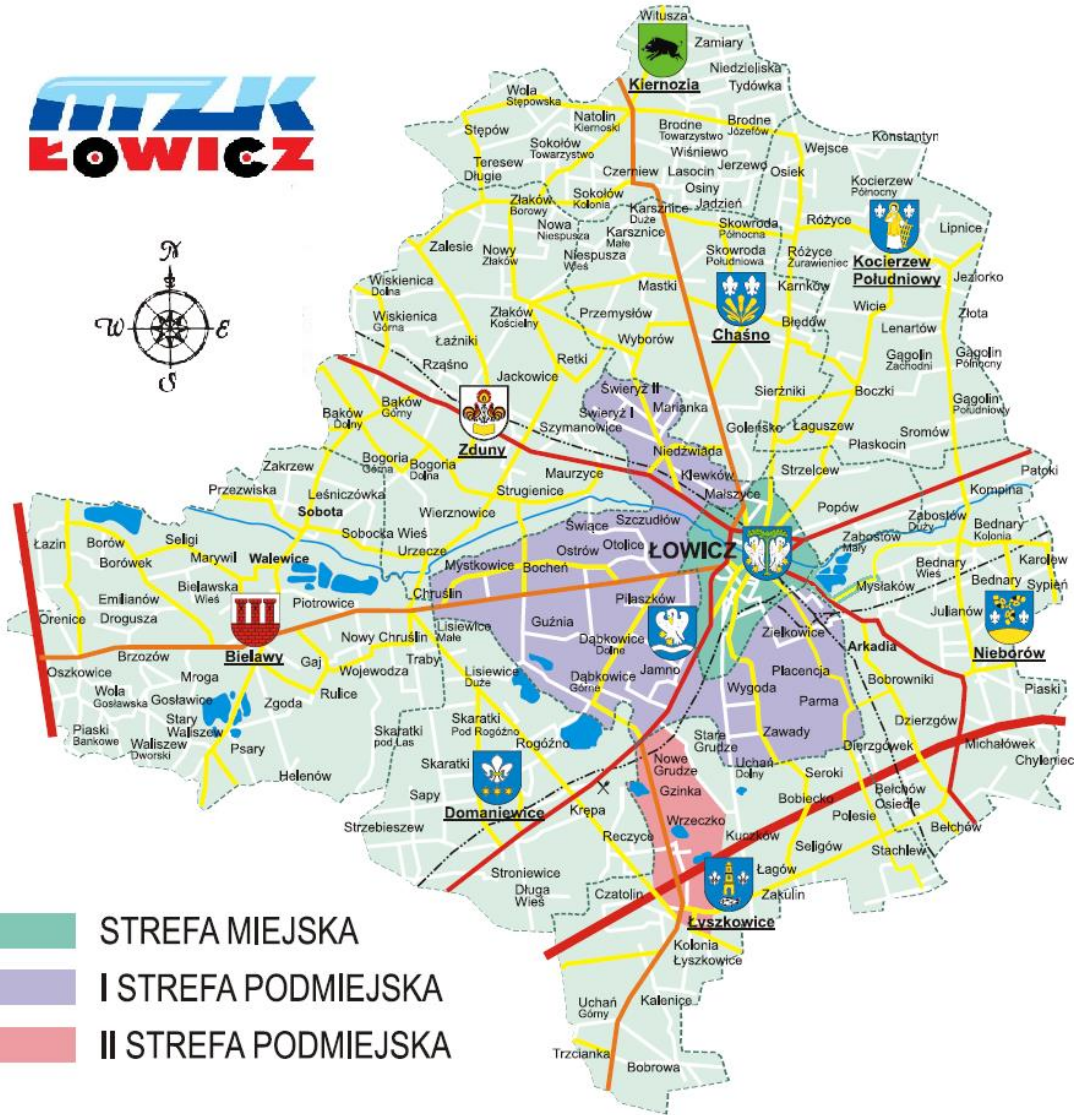 Witusza
Zamiary
Kiernozia
Niedzieliska
Tydówka
MZK
ŁOWICZ
Wola
Stępowska
Natolin
Kiernoski
Brodne
Towarzystwo
Brodne
Józefów
Stępów
Sokołów
Towarzystwo
Wiśniewo
Wejsce
Konstantyn
Teresew
Długie
Czerniew
Lasocin
Jerzewo
Osiek
Osiny
Jadzień
Kocierzew
Północny
Złaków
Borowy
Sokołów
Kolonia
Karsznice
Duże
Skowroda
Północna
Różyce
Lipnice
Nowa
Niespusza
Karsznice
Małe
Zalesie
Nowy
Złaków
Niespusza
Wieś
Skowroda
Południowa
Różyce
Żurawieniec
Kocierzew
Południowy
N
W
E
S
Wiskienica
Dolna
Mastki
Karnków
Jeziorko
Wiskienica
Górna
Złaków
Kościelny
Przemysłów
Chaśno
Błędów
Wicie
Złota
Łaźniki
Wyborów
Lenartów
Rząśno
Retki
Gągolin
Zachodni
Gągolin
Północny
Jackowice
Świeryż II
Sierżniki
Boczki
Bąków
Górny
Bąków
Dolny
Świeryż I
Marianka
Gągolin
Południowy
Szymanowice
Goleńsko
Łaguszew
Sromów
Zduny
Niedźwiada
Płaskocin
Zakrzew
Bogoria
Górna
Bogoria
Dolna
Maurzyce
Klewków
Strzelcew
Patoki
Przezwiska
Leśniczówka
Strugienice
Małszyce
Kompina
Sobota
Wierznowice
Popów
Zabostów
Duży
Łazin
Borów
Seligi
Sobocka Wieś
Świące
Szczudłów
Bednary
Kolonia
Borówek
Marywil
Walewice
Urzecze
Ostrów
Otolice
ŁOWICZ
Zabostów
Mały
Karolew
Mystkowice
Bocheń
Bednary
Wieś
Bednary
Sypień
Bielawska
Wieś
Chruślin
Mysłaków
Emilianów
Piotrowice
Pilaszków
Julianów
Orenice
Drogusza
Guźnia
Lisiewice
Małe
Nowy Chruślin
Dąbkowice
Dolne
Zielkowice
Arkadia
Nieborów
Brzozów
Bielawy
Gaj
Wojewodza
Traby
Jamno
Oszkowice
Mroga
Lisiewice
Duże
Dąbkowice
Górne
Placencja
Bobrowniki
Wola
Gosławska
Gosławice
Zgoda
Rulice
Wygoda
Parma
Piaski
Stary
Waliszew
Skaratki
Pod Rogóźno
Dzierzgów
Piaski
Bankowe
Waliszew
Dworski
Psary
Skaratki
pod Las
Rogóźno
Stare
Grudze
Zawady
Dierzgówek
Michałówek
Chyleniec
Skaratki
Nowe
Grudze
Uchań
Dolny
Helenów
Seroki
Gzinka
Sapy
Bobiecko
Bełchów
Osiedle
Domaniewice
Krępa
Wrzeczko
Polesie
Strzebieszew
Reczyce
Kuczków
Bełchów
Seligów
Stachlew
Stroniewice
Łagów
Długa
Wieś
Czatolin
Zakulin
Łyszkowice
STREFA MIEJSKA
Kolonia
Łyszkowice
I STREFA PODMIEJSKA
Uchań
Górny
Kalenice
II STREFA PODMIEJSKA
Trzcianka
Bobrowa